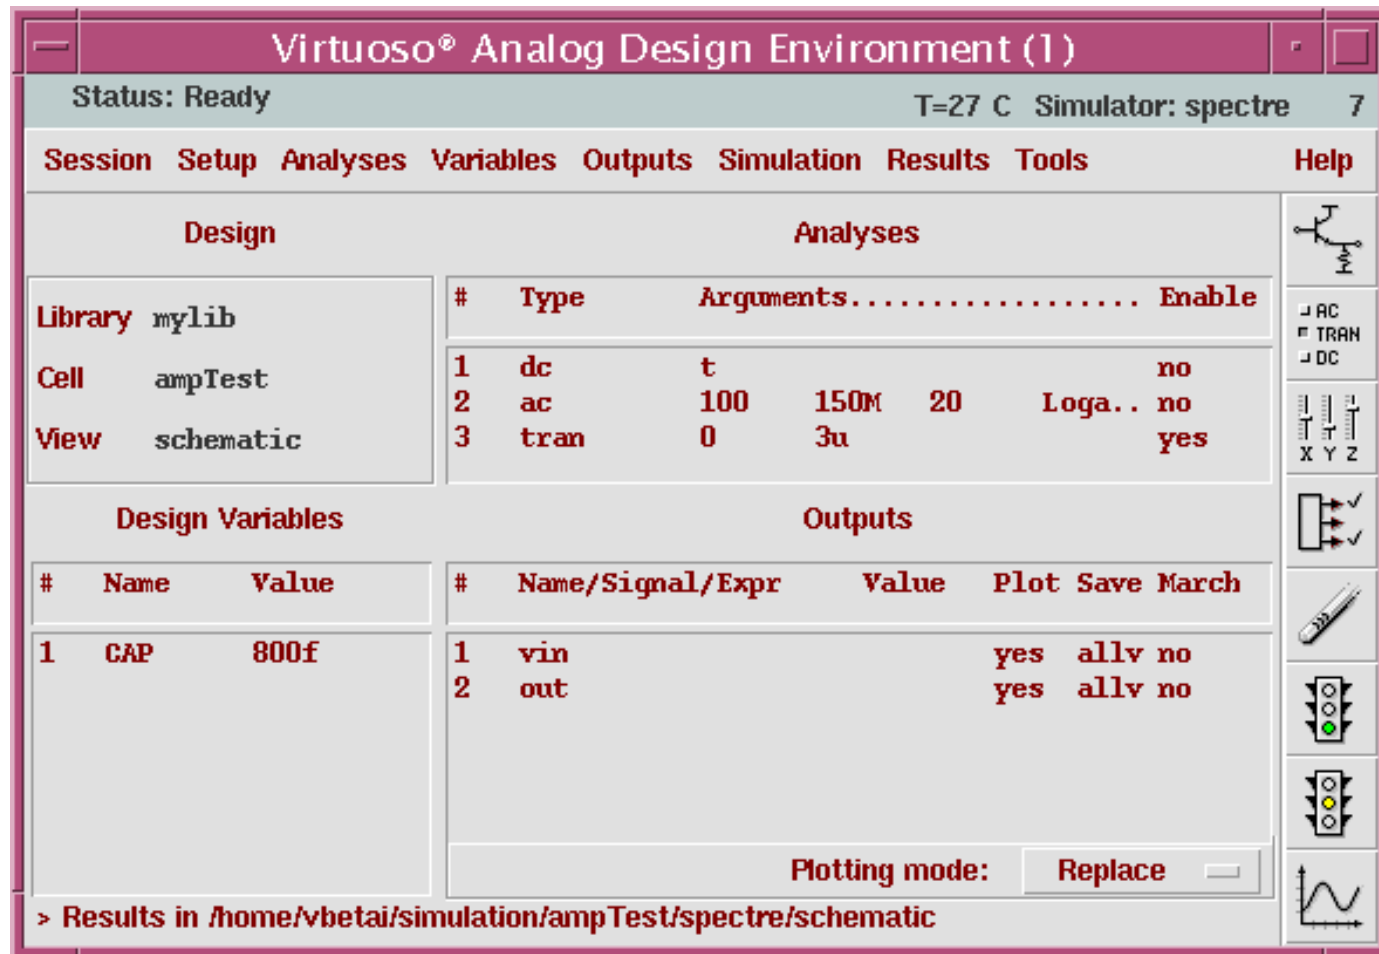 Virtuoso® Analog Design Environment (1)
Status: Ready T=27 C Simulator: spectre 7
Session Setup Analyses Variables Outputs Simulation Results Tools Help
Design Analyses
# Type Arguments.................. Enable
Library mylib
Cell ampTest
View schematic
1 dc t no
2 ac 100 150M 20 Loga.. no
3 tran 0 3u yes
AC
TRAN
DC
X Y Z
Design Variables Outputs
# Name Value # Name/Signal/Expr Value Plot Save March
1 CAP 800f 1 vin yes allv no
2 out yes allv no
Plotting mode: Replace
> Results in /home/vbetai/simulation/ampTest/spectre/schematic